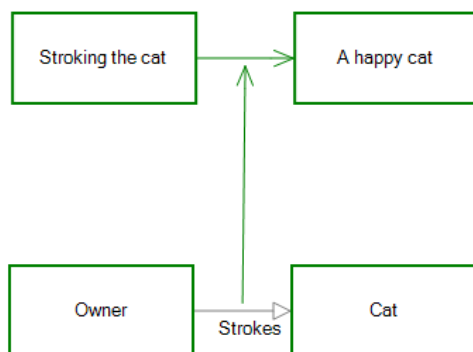 Stroking the cat
A happy cat
Owner
Strokes
Cat